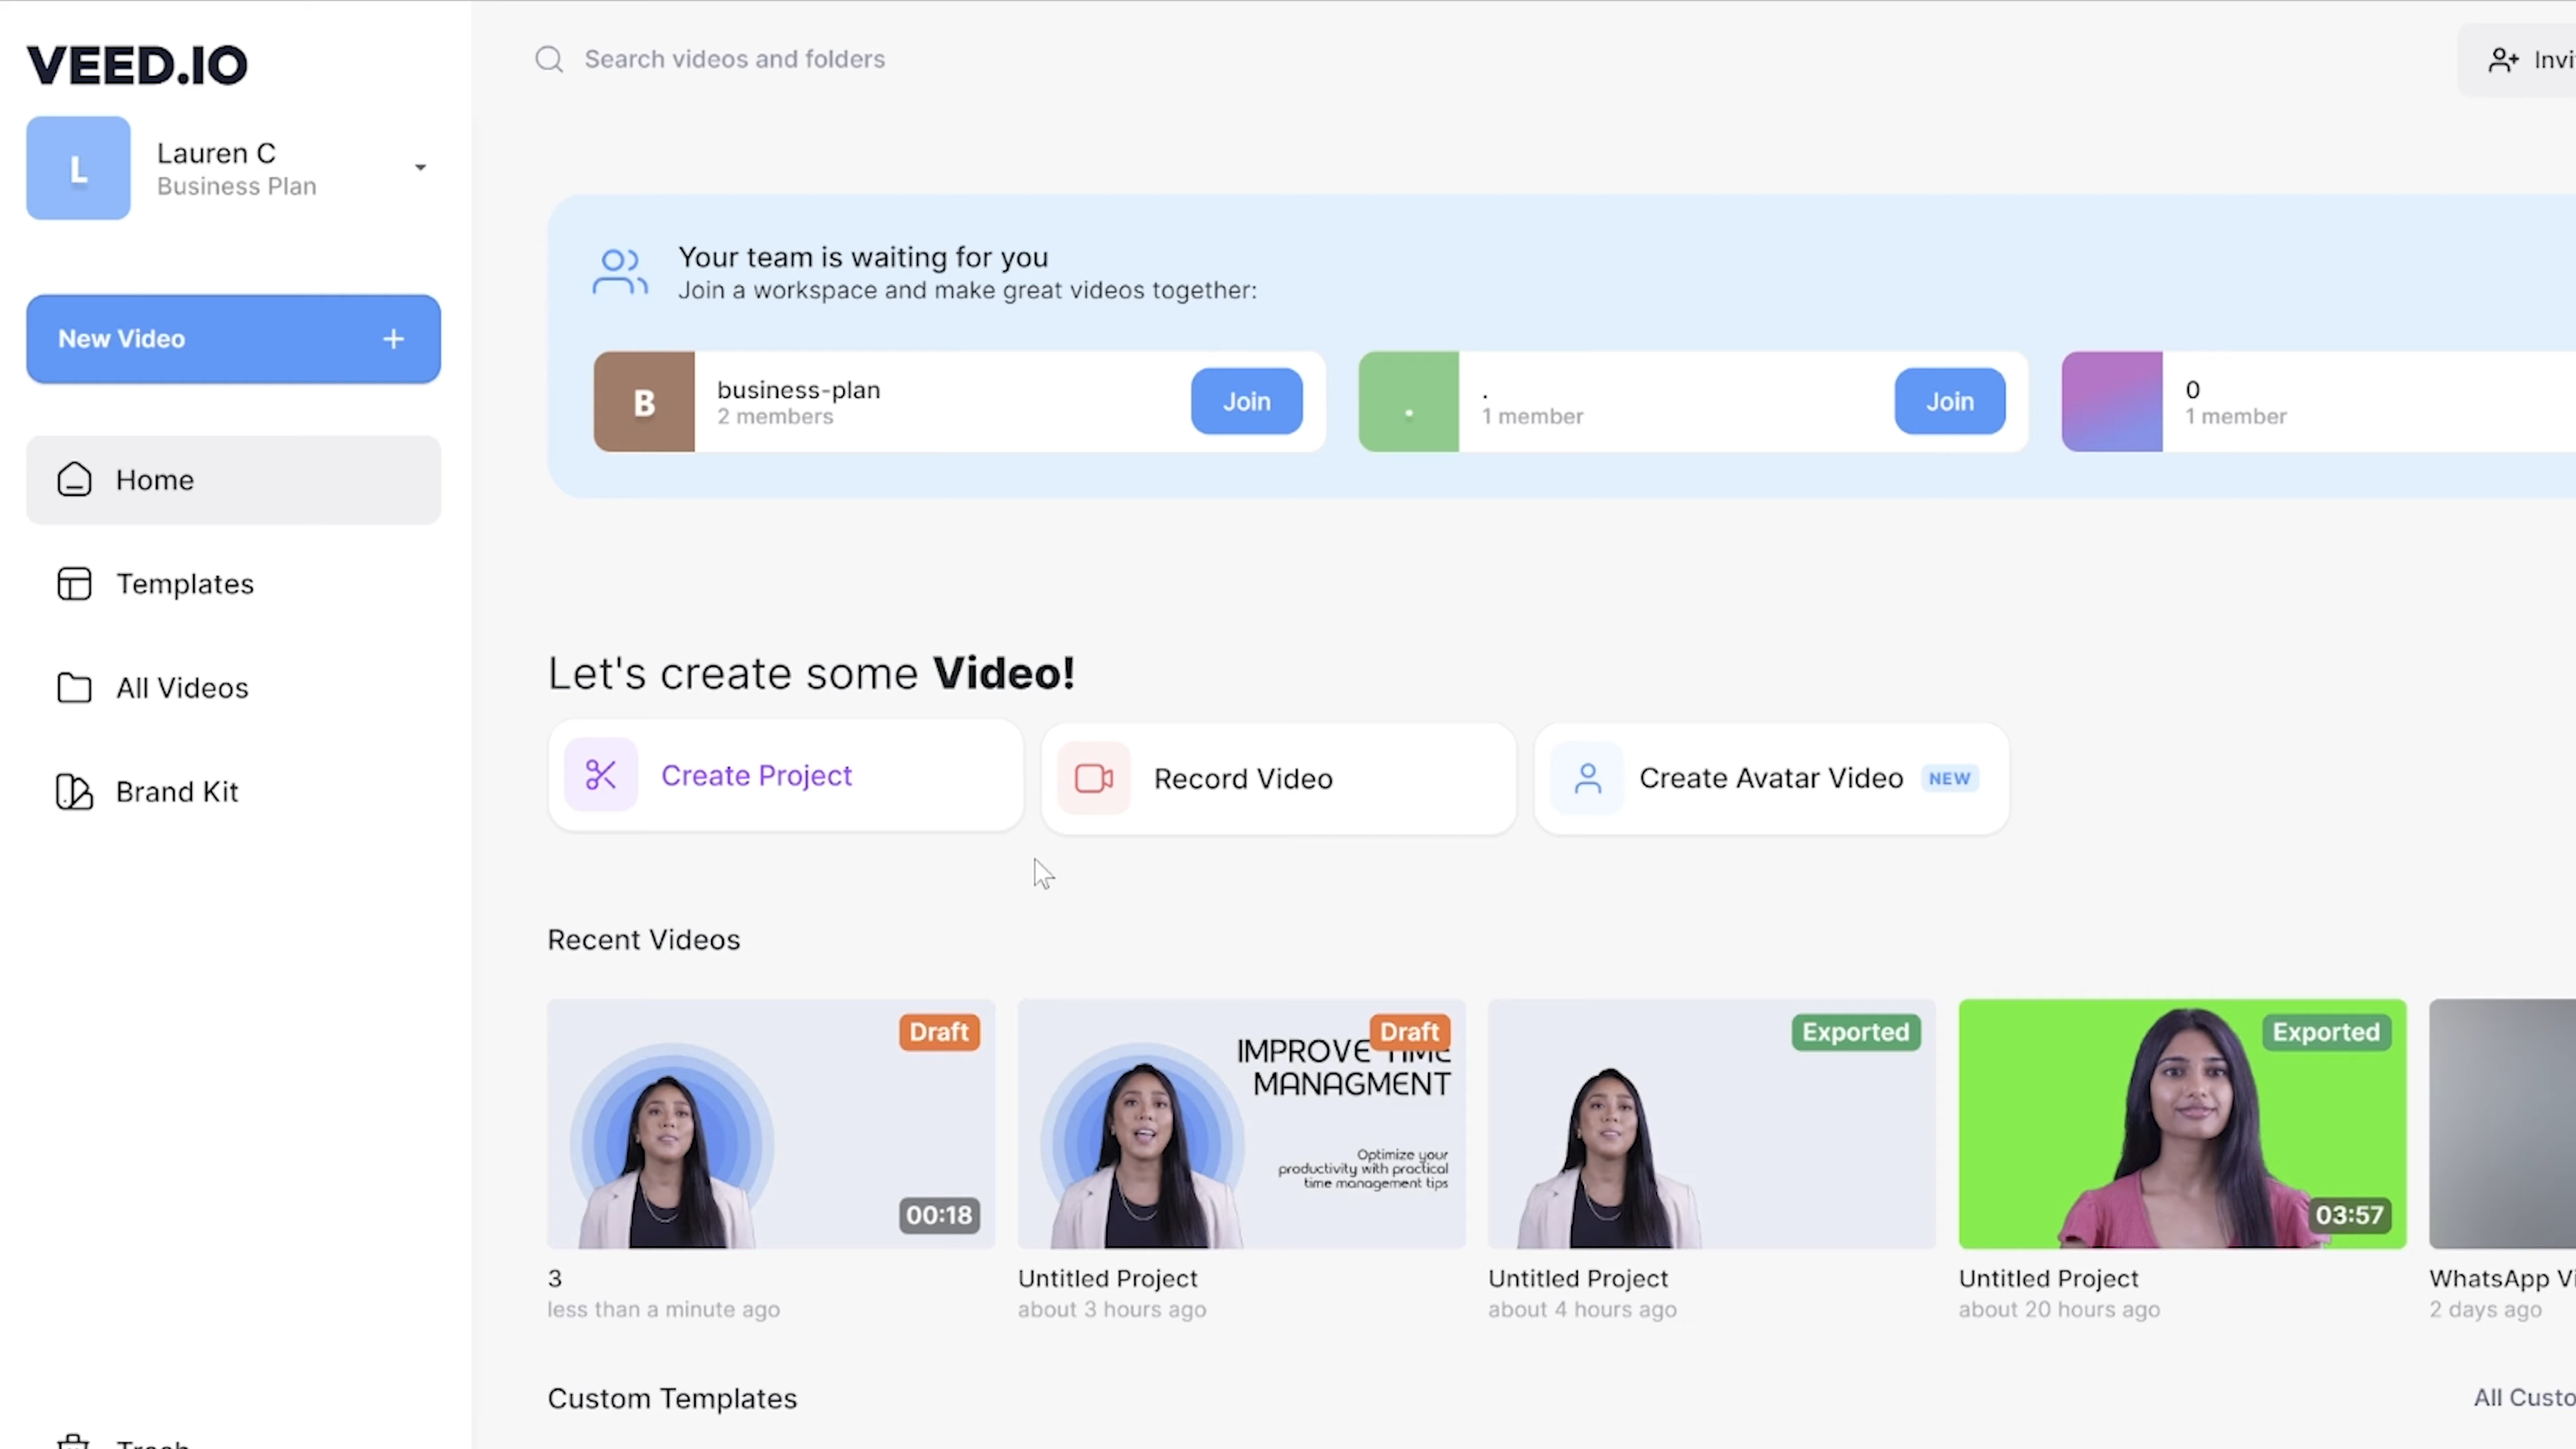 VEED.IO
L
Lauren C
Business Plan
New Video +
Home
Templates
All Videos
Brand Kit
Search videos and folders
Your team is waiting for you
Join a workspace and make great videos together:
B
business-plan
2 members
Join
.
.
1 member
Join
0
1 member
Let's create some Video!
Create Project
Record Video
Create Avatar Video NEW
Recent Videos
Draft
00:18
3
less than a minute ago
IMPROVE TIME
MANAGMENT
Draft
Optimize your
productivity with practical
time management tips
Untitled Project
about 3 hours ago
Exported
Untitled Project
about 4 hours ago
Exported
03:57
Untitled Project
about 20 hours ago
WhatsApp
2 days ago
Custom Templates
All